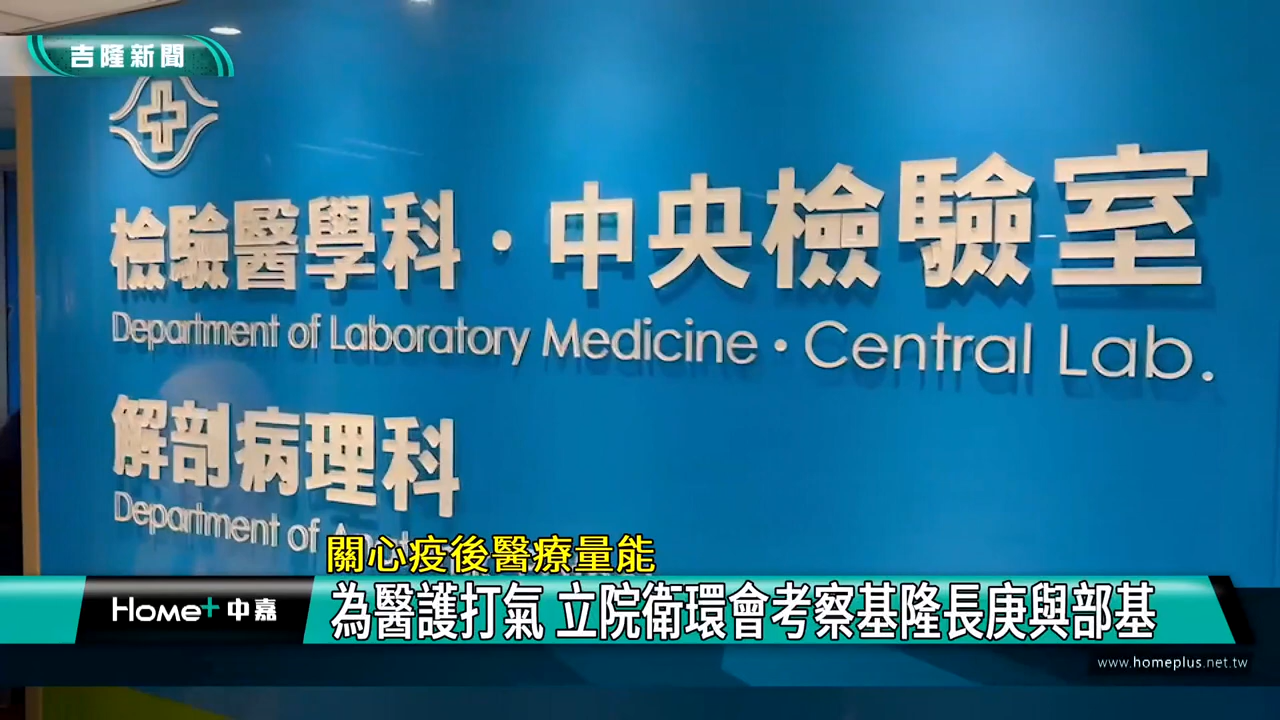 吉隆新聞
檢驗醫學科・中央檢驗室
Department of Laboratory Medicine・Central Lab.
解剖病理科
Department of
關心疫後醫療量能
為醫護打氣 立院衛環會考察基隆長庚與部基
Home+ 中嘉
www.homeplus.net.tw